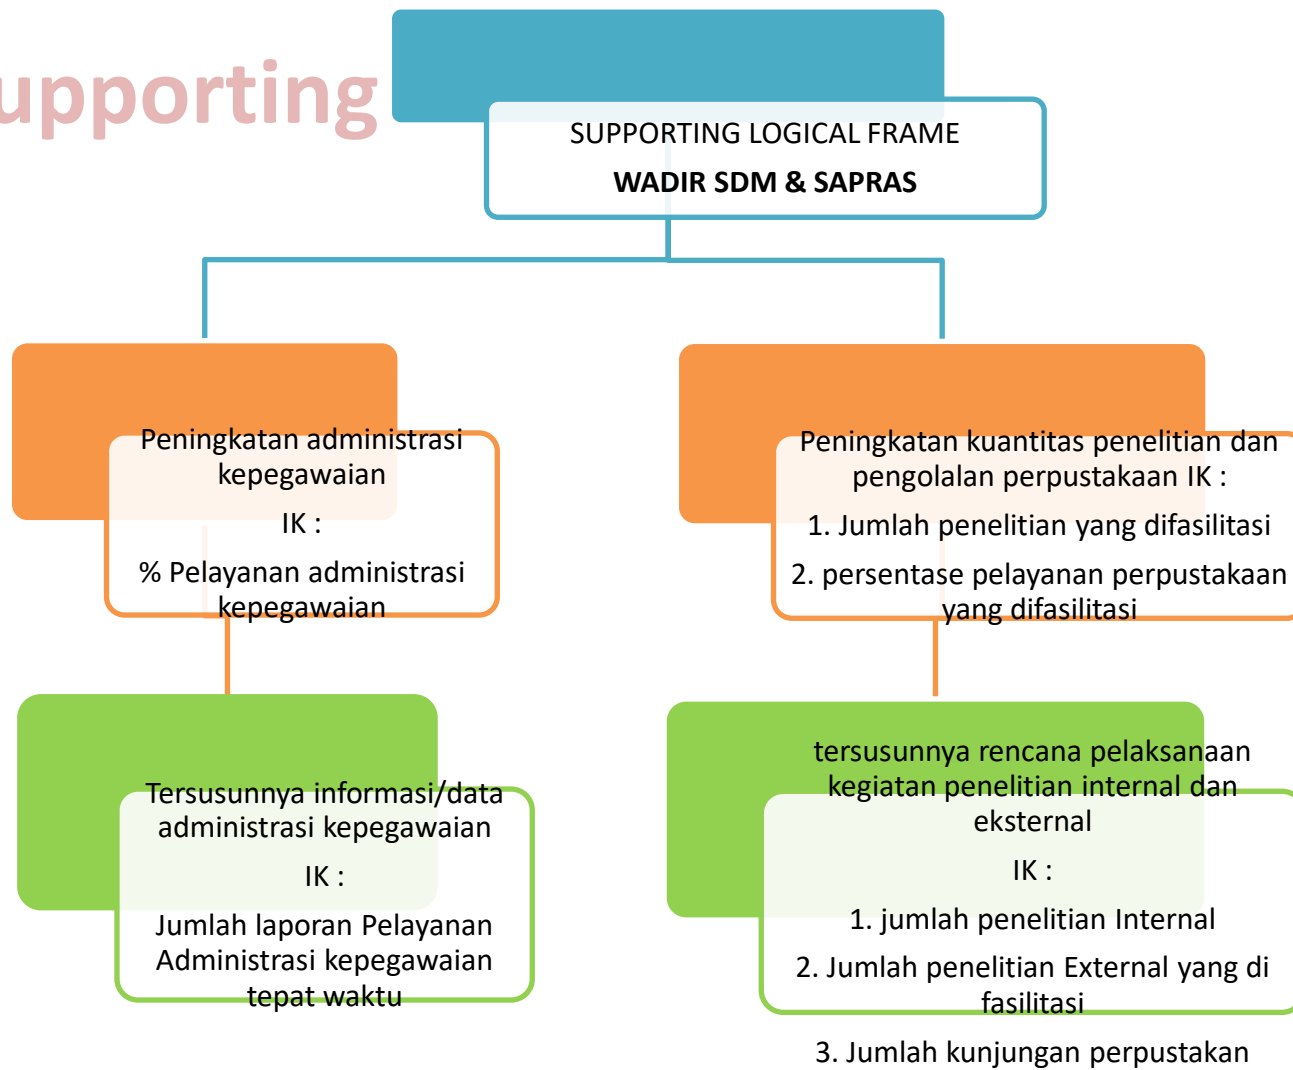 upporting
SUPPORTING LOGICAL FRAME
WADIR SDM & SAPRAS
Peningkatan administrasi
kepegawaian
IK :
% Pelayanan administrasi
kepegawaian
Peningkatan kuantitas penelitian dan
pengolalan perpustakaan IK :
1. Jumlah penelitian yang difasilitasi
2. persentase pelayanan perpustakaan
yang difasilitasi
Tersusunnya informasi/data
administrasi kepegawaian
IK :
Jumlah laporan Pelayanan
Administrasi kepegawaian
tepat waktu
tersusunnya rencana pelaksanaan
kegiatan penelitian internal dan
eksternal
IK :
1. jumlah penelitian Internal
2. Jumlah penelitian External yang di
fasilitasi
3. Jumlah kunjungan perpustakan